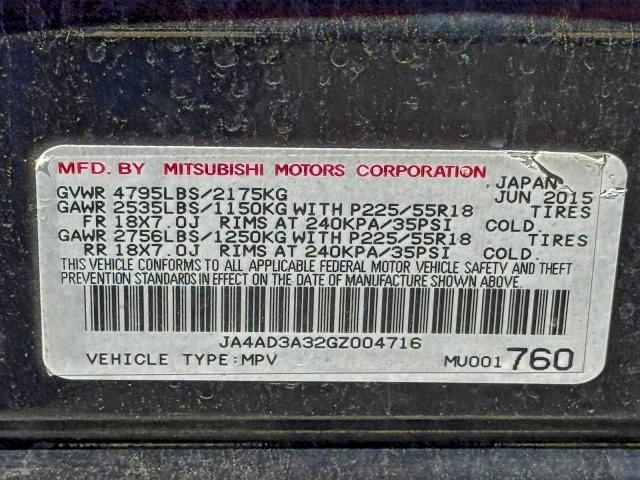 MFD. BY MITSUBISHI MOTORS CORPORATION, JAPAN
GVWR 4795LBS/2175KG JUN 2015
GAWR 2535LBS/1150KG WITH P225/55R18 TIRES
FR 18X7.0J RIMS AT 240KPA/35PSI COLD.
GAWR 2756LBS/1250KG WITH P225/55R18 TIRES
RR 18X7.0J RIMS AT 240KPA/35PSI COLD.
THIS VEHICLE CONFORMS TO ALL APPLICABLE FEDERAL MOTOR VEHICLE SAFETY AND THEFT
PREVENTION STANDARDS IN EFFECT ON THE DATE OF MANUFACTURE SHOWN ABOVE.
JA4AD3A32GZ004716
VEHICLE TYPE:MPV MU001 760